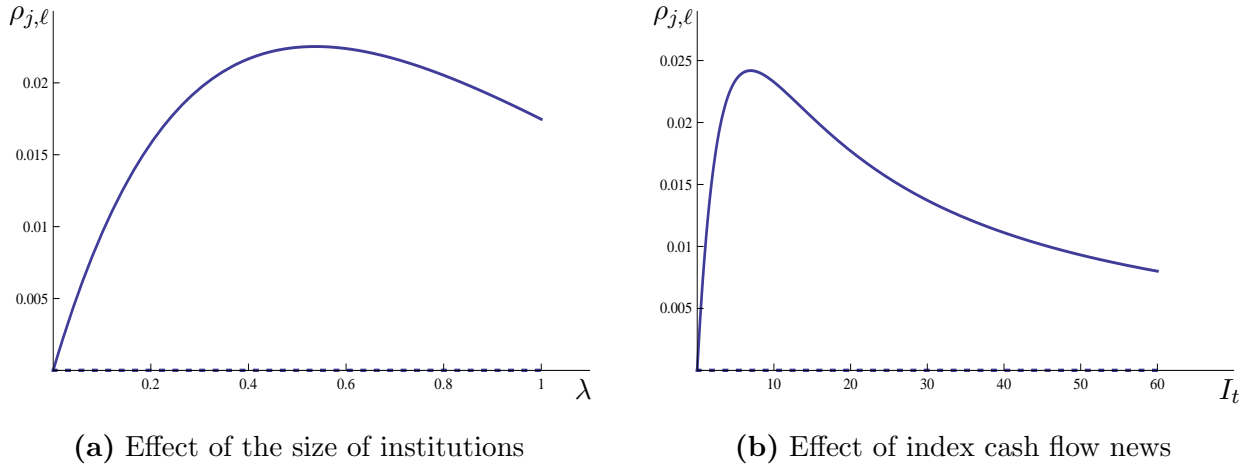 ρj,ℓ
0.02
0.015
0.01
0.005
0.2 0.4 0.6 0.8 1
λ
(a) Effect of the size of institutions
ρj,ℓ
0.025
0.02
0.015
0.01
0.005
10 20 30 40 50 60
It
(b) Effect of index cash flow news